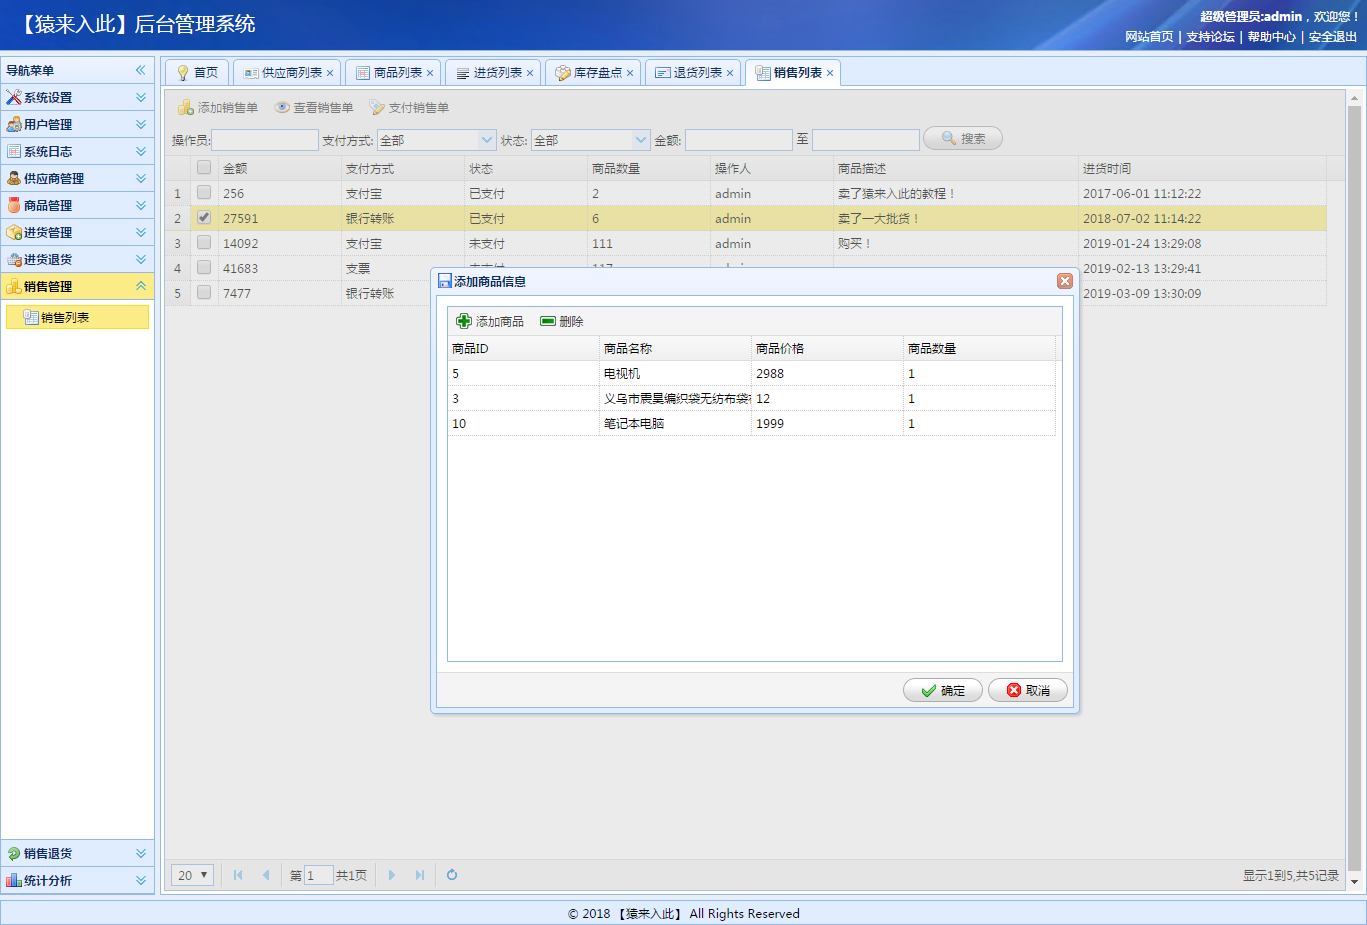 【猿来入此】后台管理系统
超级管理员:admin，欢迎您！
网站首页 | 支持论坛 | 帮助中心 | 安全退出
导航菜单
系统设置
用户管理
系统日志
供应商管理
商品管理
进货管理
进货退货
销售管理
销售列表
销售退货
统计分析
首页 供应商列表 商品列表 进货列表 库存盘点 退货列表 销售列表
添加销售单 查看销售单 支付销售单
操作员: 支付方式: 全部 状态: 全部 金额: 至 搜索
金额 支付方式 状态 商品数量 操作人 商品描述 进货时间
1 256 支付宝 已支付 2 admin 卖了猿来入此的教程！ 2017-06-01 11:12:22
2 27591 银行转账 已支付 6 admin 卖了一大批货！ 2018-07-02 11:14:22
3 14092 支付宝 未支付 111 admin 购买！ 2019-01-24 13:29:08
4 41683 支票 2019-02-13 13:29:41
5 7477 银行转账 2019-03-09 13:30:09
添加商品信息
添加商品 删除
商品ID 商品名称 商品价格 商品数量
5 电视机 2988 1
3 义乌市震昊编织袋无纺布袋 12 1
10 笔记本电脑 1999 1
确定 取消
20 第 1 共1页
显示1到5,共5记录
© 2018 【猿来入此】 All Rights Reserved